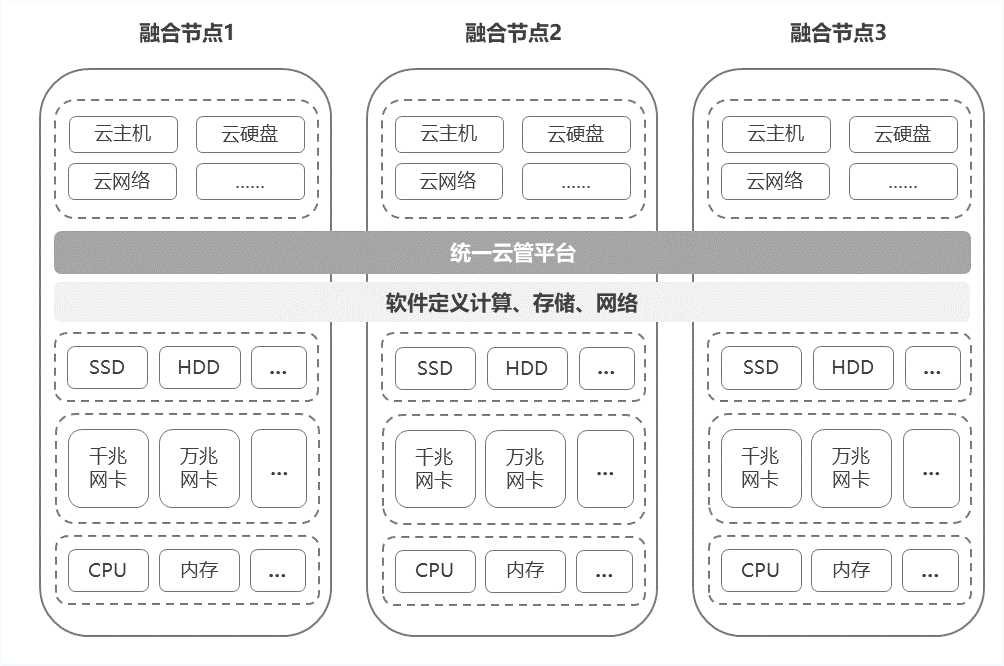 融合节点1 融合节点2 融合节点3
云主机 云硬盘 云主机 云硬盘 云主机 云硬盘
云网络 ...... 云网络 ...... 云网络 ......
统一云管平台
软件定义计算、存储、网络
SSD HDD ... SSD HDD ... SSD HDD ...
千兆 万兆 千兆 万兆 千兆 万兆
网卡 网卡 ... 网卡 网卡 ... 网卡 网卡 ...
CPU 内存 ... CPU 内存 ... CPU 内存 ...